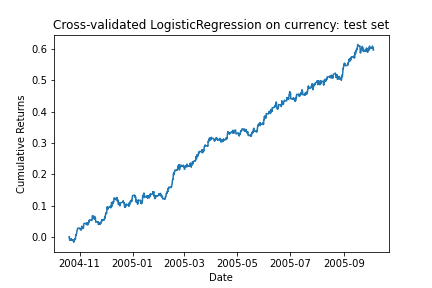 Cross-validated LogisticRegression on currency: test set
Cumulative Returns
0.6
0.5
0.4
0.3
0.2
0.1
0.0
2004-11 2005-01 2005-03 2005-05 2005-07 2005-09
Date